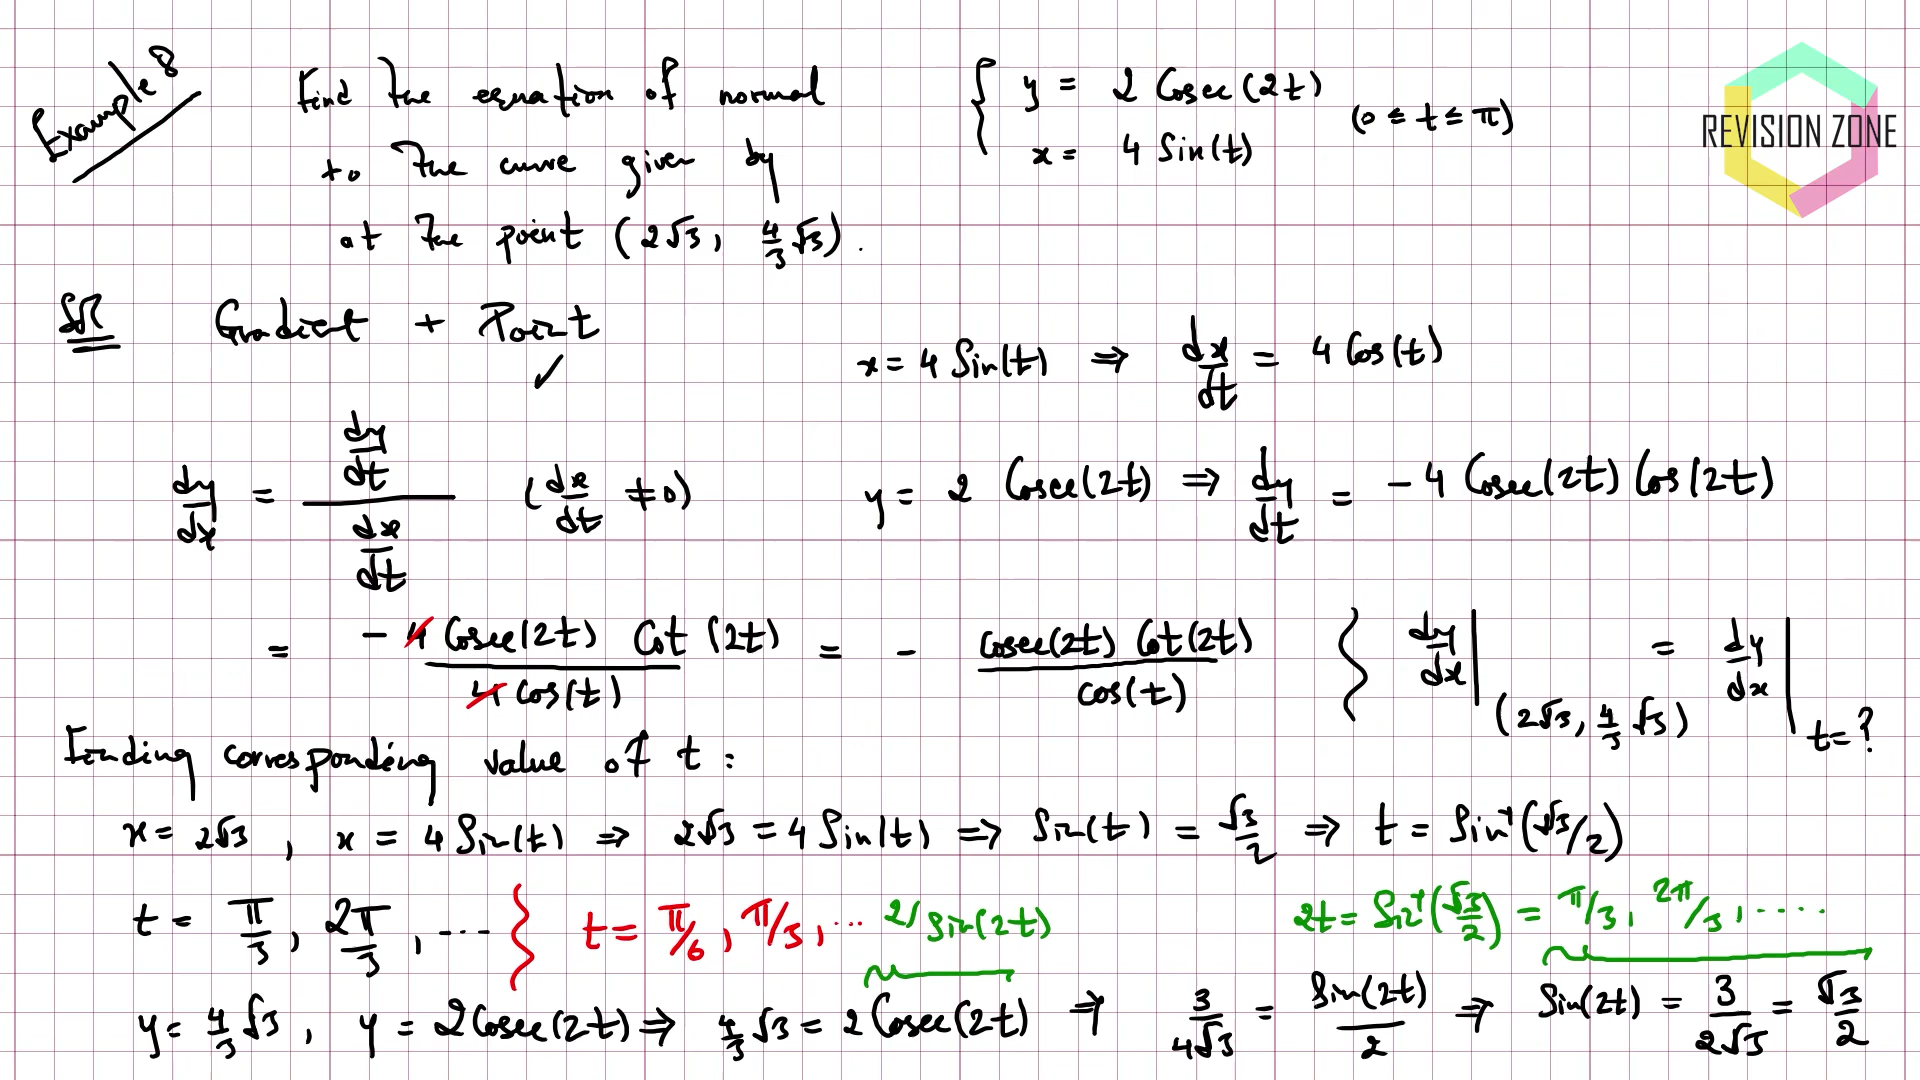 Example 8
Find the equation of normal
to the curve given by
at the point (2√3, 4/3 √3).
{ y = 2 Cosec(2t)
x = 4 Sin(t)
(0 ≤ t ≤ π)
REVISION ZONE
Gradient + Point ✓
x = 4 Sin(t) ⇒ dx/dt = 4 Cos(t)
dy/dx = (dy/dt)/(dx/dt) (dx/dt ≠ 0)
y = 2 Cosec(2t) ⇒ dy/dt = -4 Cosec(2t) Cos(2t)
= - 4 Cosec(2t) Cot(2t) / 4 cos(t) = - cosec(2t) Cot(2t) / cos(t) } dy/dx | (2√3, 4/3 √3) = dy/dx | t=?
Finding corresponding value of t :
x = 2√3 , x = 4 Sin(t) ⇒ 2√3 = 4 Sin(t) ⇒ Sin(t) = √3/2 ⇒ t = Sin⁻¹(√3/2)
t = π/3, 2π/3, ... } t = π/6, π/3, ... 2/Sin(2t)
2t = Sin⁻¹(√3/2) = π/3, 2π/3, ....
y = 4/3 √3, y = 2 Cosec(2t) ⇒ 4/3 √3 = 2 Cosec(2t) ⇒ 3/4√3 = Sin(2t)/2 ⇒ Sin(2t) = 3/2√3 = √3/2